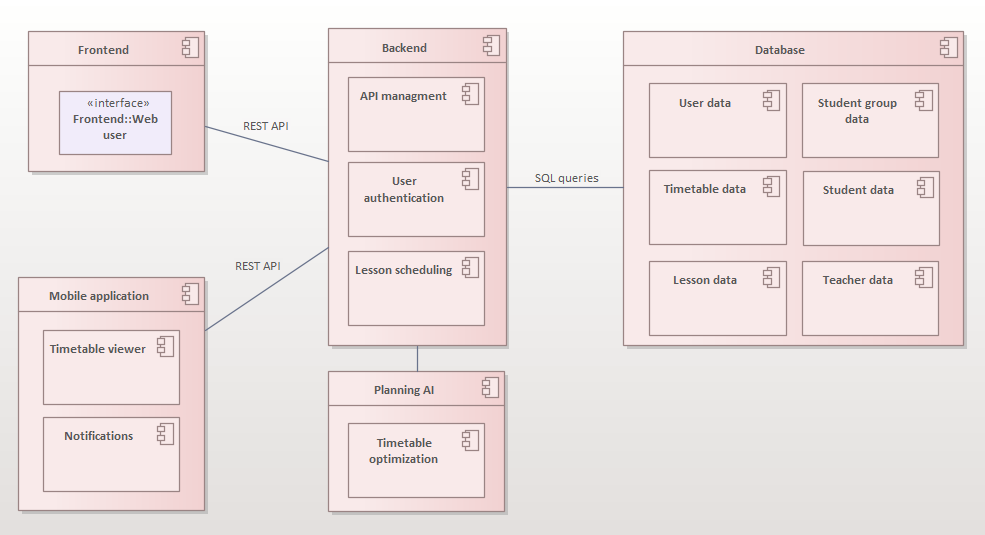 Frontend
«interface»
Frontend::Web
user
REST API
Backend
API managment
User
authentication
Lesson scheduling
SQL queries
Database
User data
Student group
data
Timetable data
Student data
Lesson data
Teacher data
REST API
Mobile application
Timetable viewer
Notifications
Planning AI
Timetable
optimization